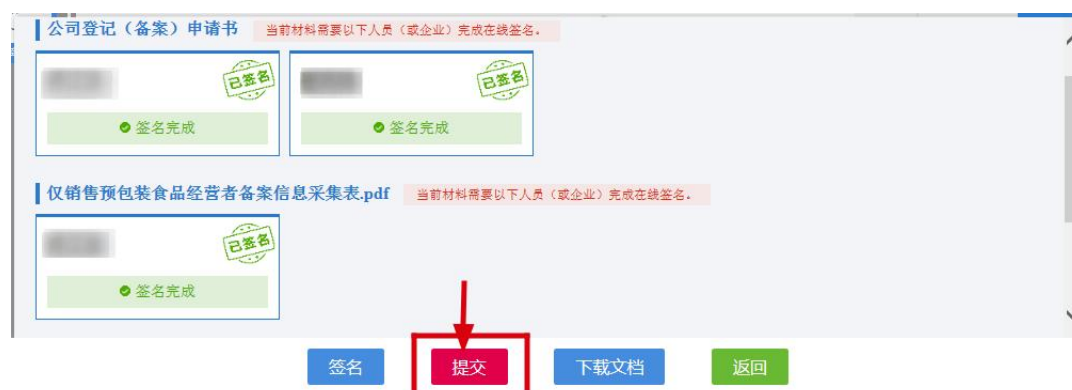 公司登记（备案）申请书 当前材料需要以下人员（或企业）完成在线签名。
已签名 已签名
签名完成 签名完成
仅销售预包装食品经营者备案信息采集表.pdf 当前材料需要以下人员（或企业）完成在线签名。
已签名
签名完成
签名 提交 下载文档 返回